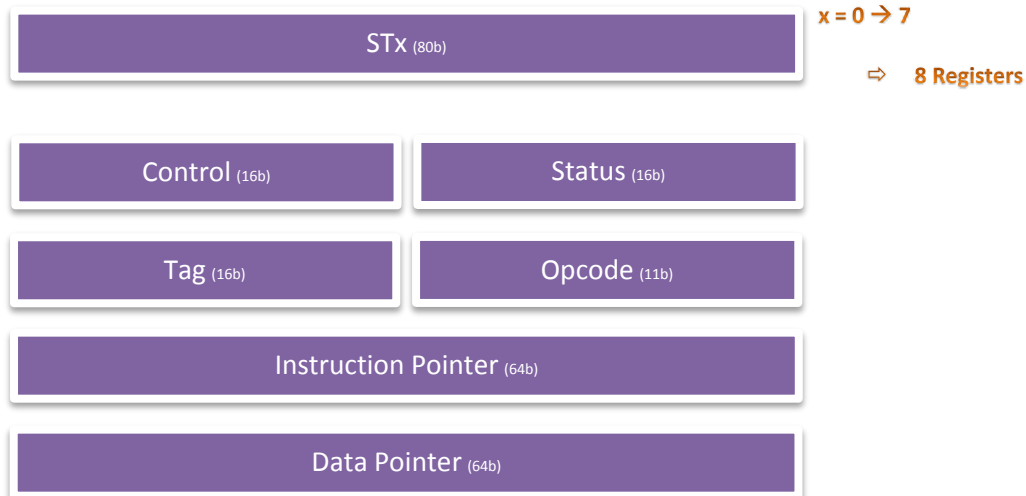 STx (80b)
x = 0 → 7
⇨ 8 Registers
Control (16b)
Status (16b)
Tag (16b)
Opcode (11b)
Instruction Pointer (64b)
Data Pointer (64b)